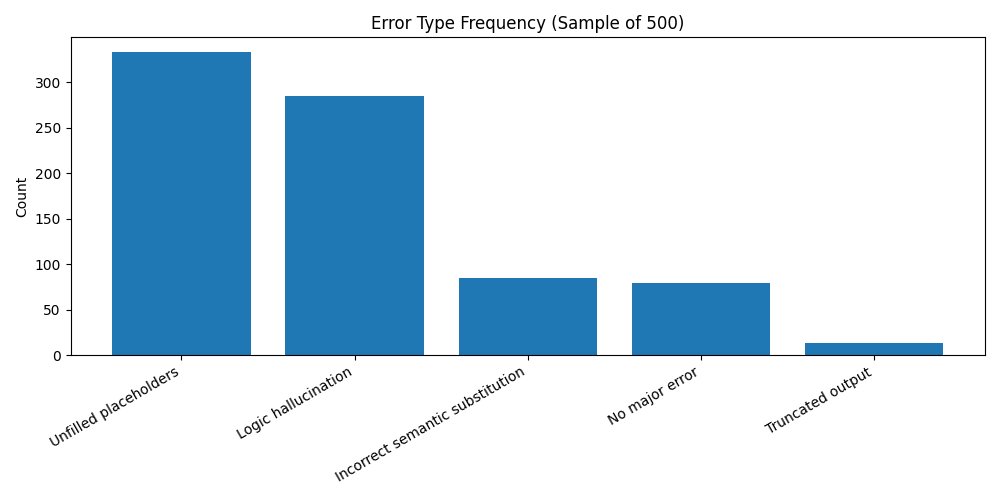 Error Type Frequency (Sample of 500)
Count
300
250
200
150
100
50
0
Unfilled placeholders
Logic hallucination
Incorrect semantic substitution
No major error
Truncated output